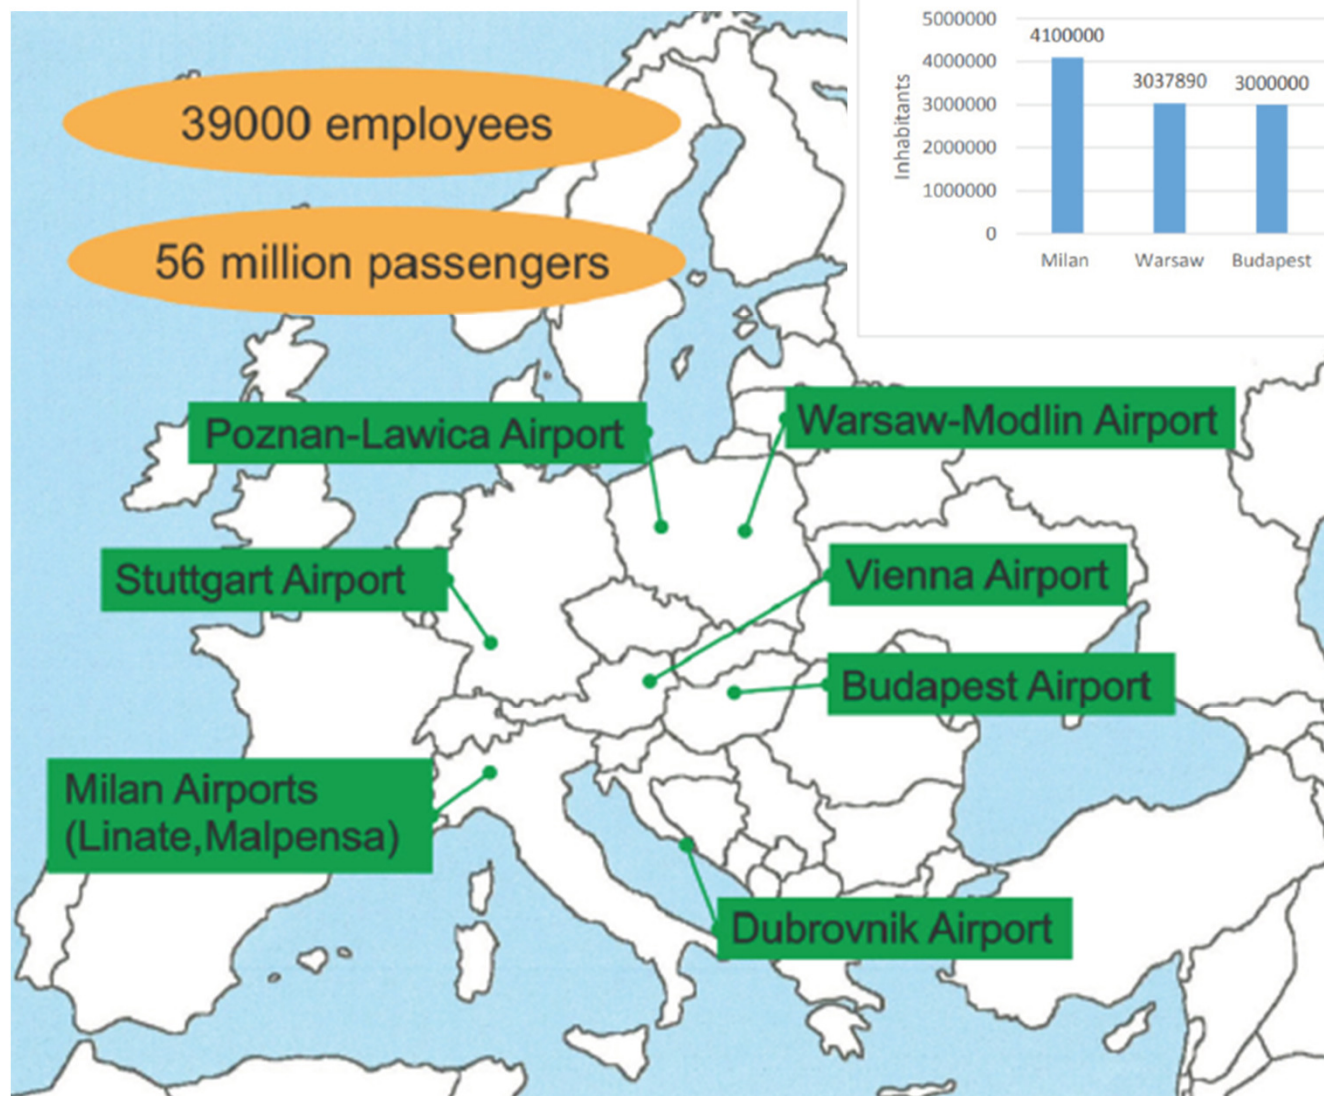 39000 employees
56 million passengers
5000000
4000000
3000000
2000000
1000000
0
Inhabitants
4100000
3037890
3000000
Milan
Warsaw
Budapest
Poznan-Lawica Airport
Warsaw-Modlin Airport
Stuttgart Airport
Vienna Airport
Budapest Airport
Milan Airports
(Linate,Malpensa)
Dubrovnik Airport